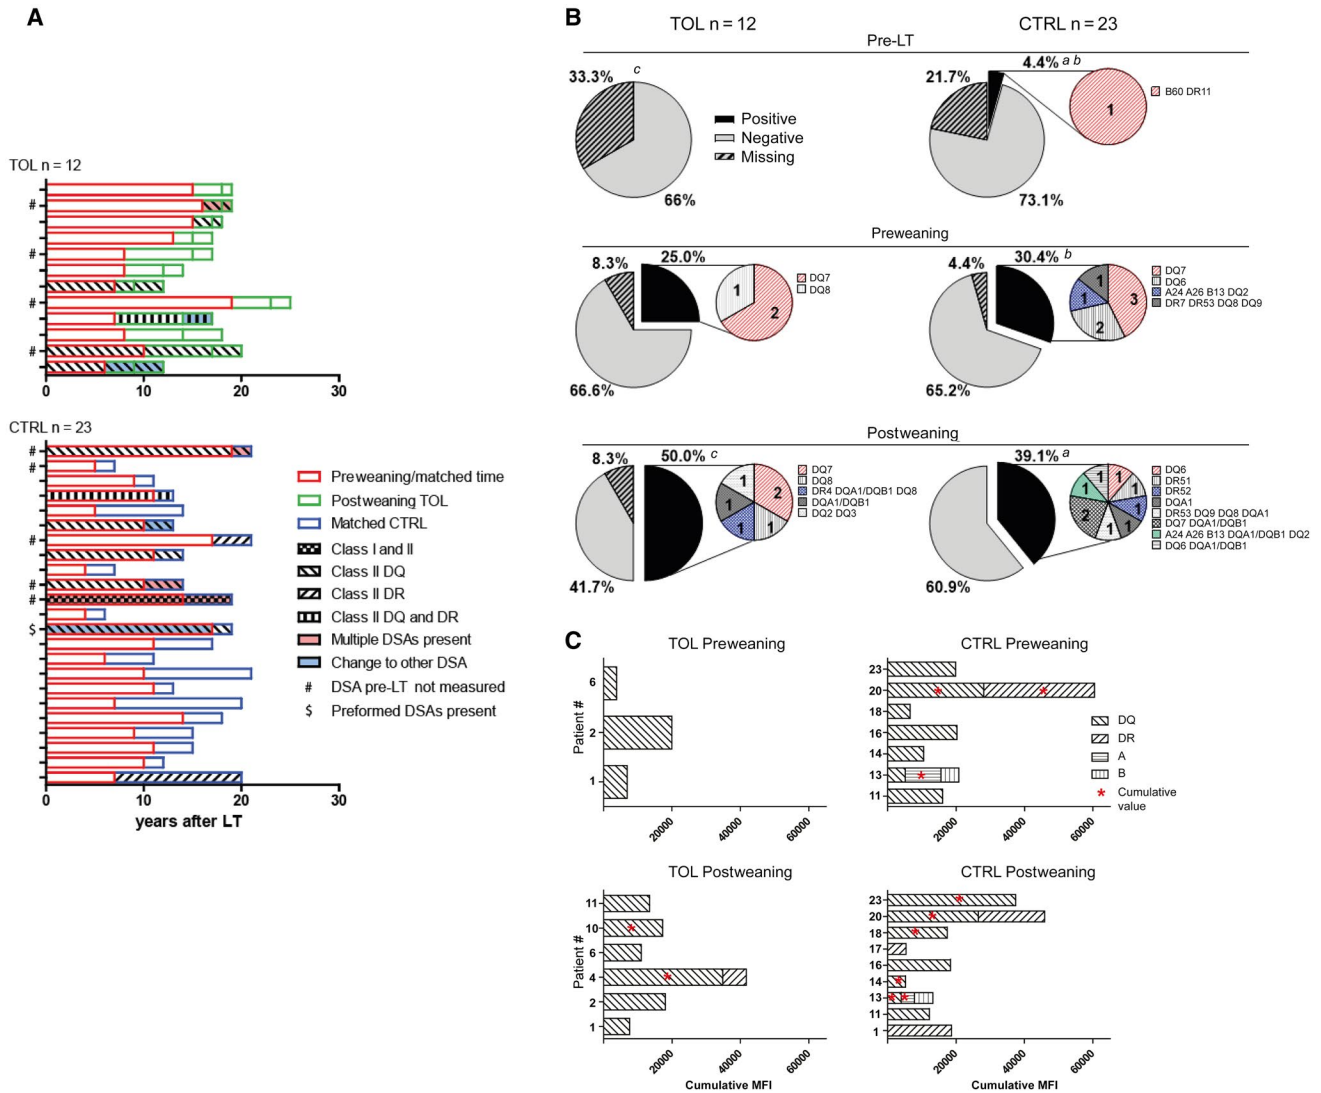 A
TOL n = 12
#
#
#
#
0 10 20 30
CTRL n = 23
#
#
#
#
#
$
0 10 20 30
years after LT
Preweaning/matched time
Postweaning TOL
Matched CTRL
Class I and II
Class II DQ
Class II DR
Class II DQ and DR
Multiple DSAs present
Change to other DSA
# DSA pre-LT not measured
$ Preformed DSAs present
B
TOL n = 12 CTRL n = 23
Pre-LT
33.3% c
66%
Positive
Negative
Missing
21.7%
4.4% a b
73.1%
1
B60 DR11
Preweaning
8.3%
25.0%
66.6%
1
2
DQ7
DQ8
4.4%
30.4% b
65.2%
1
3
1
2
DQ7
DQ6
A24 A26 B13 DQ2
DR7 DR53 DQ8 DQ9
Postweaning
8.3%
50.0% c
41.7%
1
2
1
1
1
DQ7
DQ8
DR4 DQA1/DQB1 DQ8
DQA1/DQB1
DQ2 DQ3
39.1% a
60.9%
1
1
1
1
1
1
2
1
DQ6
DR51
DR52
DQA1
DR53 DQ9 DQ8 DQA1
DQ7 DQA1/DQB1
A24 A26 B13 DQA1/DQB1 DQ2
DQ6 DQA1/DQB1
C
TOL Preweaning
Patient #
6
2
1
20000 40000 60000
CTRL Preweaning
23
20
18
16
14
13
11
20000 40000 60000
DQ
DR
A
B
* Cumulative
value
TOL Postweaning
Patient #
11
10
6
4
2
1
20000 40000 60000
Cumulative MFI
CTRL Postweaning
23
20
18
17
16
14
13
11
1
20000 40000 60000
Cumulative MFI